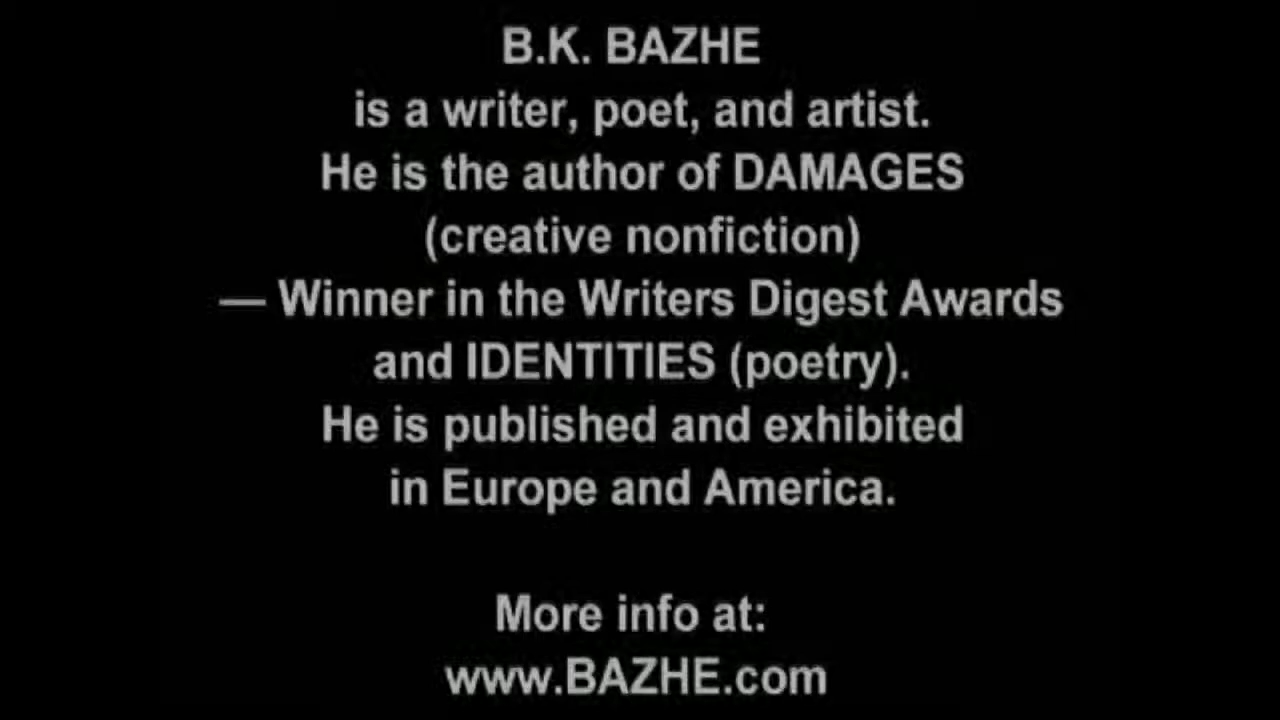 B.K. BAZHE
is a writer, poet, and artist.
He is the author of DAMAGES
(creative nonfiction)
— Winner in the Writers Digest Awards
and IDENTITIES (poetry).
He is published and exhibited
in Europe and America.
More info at:
www.BAZHE.com